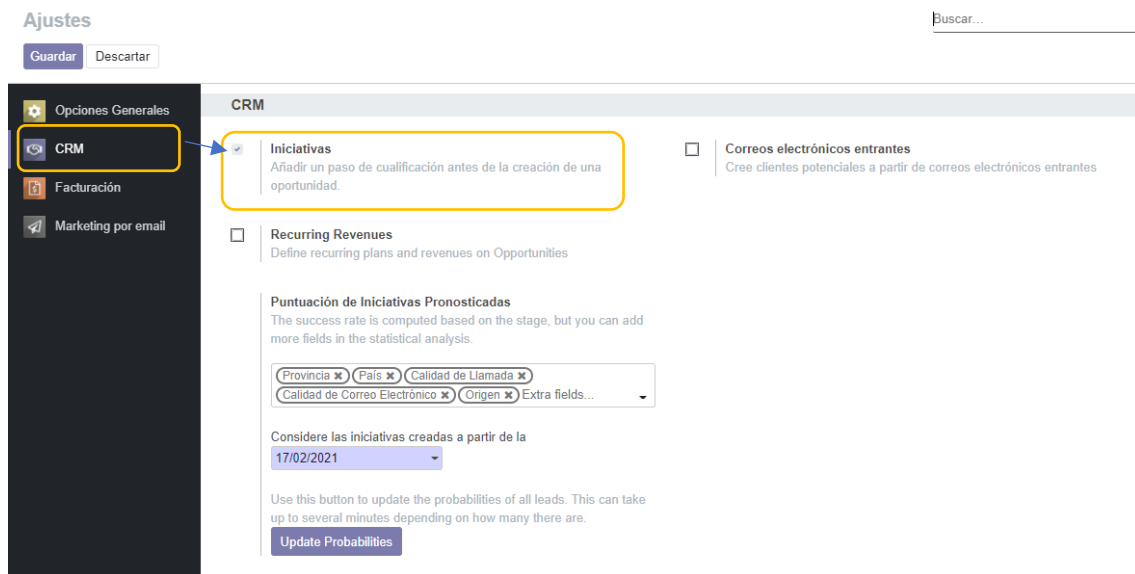 Ajustes
Buscar...
Guardar Descartar
Opciones Generales
CRM
Facturación
Marketing por email
CRM
Iniciativas
Añadir un paso de cualificación antes de la creación de una
oportunidad.
Correos electrónicos entrantes
Cree clientes potenciales a partir de correos electrónicos entrantes
Recurring Revenues
Define recurring plans and revenues on Opportunities
Puntuación de Iniciativas Pronosticadas
The success rate is computed based on the stage, but you can add
more fields in the statistical analysis.
Provincia × País × Calidad de Llamada ×
Calidad de Correo Electrónico × Origen × Extra fields...
Considere las iniciativas creadas a partir de la
17/02/2021
Use this button to update the probabilities of all leads. This can take
up to several minutes depending on how many there are.
Update Probabilities